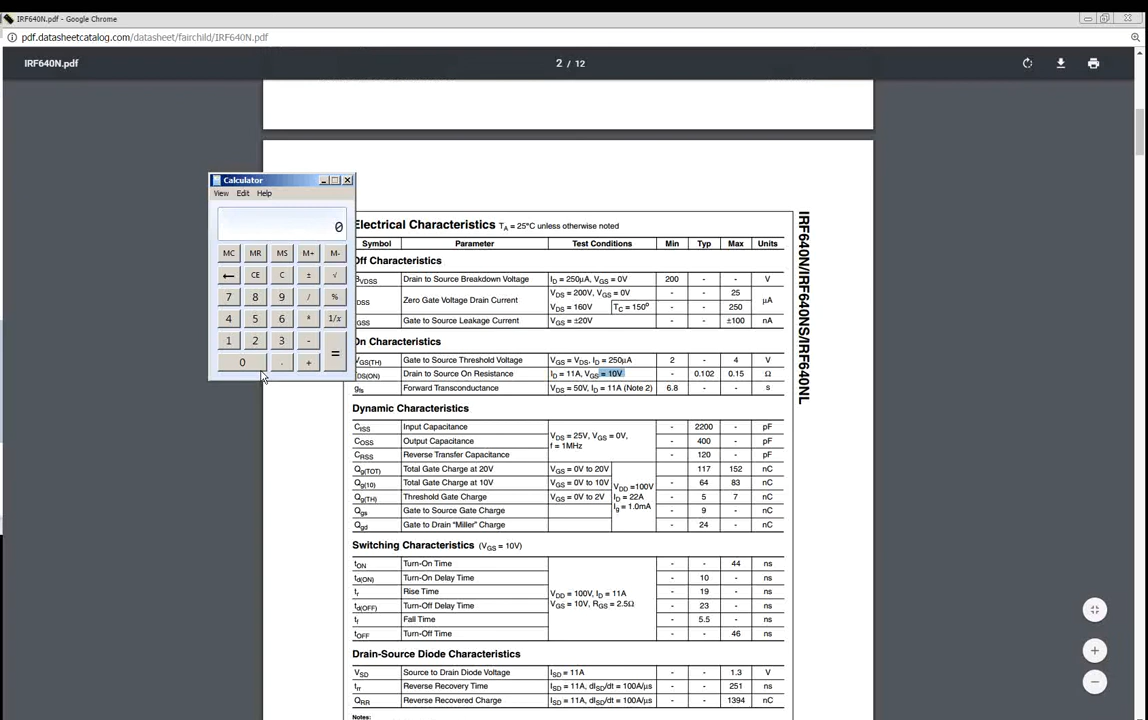 IRF640N.pdf - Google Chrome
pdf.datasheetcatalog.com/datasheet/fairchild/IRF640N.pdf
IRF640N.pdf
2 / 12
Calculator
View Edit Help
0
MC MR MS M+ M-
← CE C ± √
7 8 9 / %
4 5 6 * 1/x
1 2 3 - =
0 . +
Electrical Characteristics TA = 25°C unless otherwise noted
Symbol Parameter Test Conditions Min Typ Max Units
Off Characteristics
BVDSS Drain to Source Breakdown Voltage ID = 250µA, VGS = 0V 200 - - V
DSS Zero Gate Voltage Drain Current VDS = 200V, VGS = 0V - - 25 µA
VDS = 160V TC = 150° - - 250
GSS Gate to Source Leakage Current VGS = ±20V - - ±100 nA
On Characteristics
VGS(TH) Gate to Source Threshold Voltage VGS = VDS, ID = 250µA 2 - 4 V
DS(ON) Drain to Source On Resistance ID = 11A, VGS = 10V - 0.102 0.15 Ω
gfs Forward Transconductance VDS = 50V, ID = 11A (Note 2) 6.8 - - s
Dynamic Characteristics
CISS Input Capacitance VDS = 25V, VGS = 0V, f = 1MHz - 2200 - pF
COSS Output Capacitance - 400 - pF
CRSS Reverse Transfer Capacitance - 120 - pF
Qg(TOT) Total Gate Charge at 20V VGS = 0V to 20V VDD =100V ID = 22A Ig = 1.0mA - 117 152 nC
Qg(10) Total Gate Charge at 10V VGS = 0V to 10V - 64 83 nC
Qg(TH) Threshold Gate Charge VGS = 0V to 2V - 5 7 nC
Qgs Gate to Source Gate Charge - 9 - nC
Qgd Gate to Drain “Miller” Charge - 24 - nC
Switching Characteristics (VGS = 10V)
tON Turn-On Time VDD = 100V, ID = 11A VGS = 10V, RGS = 2.5Ω - - 44 ns
td(ON) Turn-On Delay Time - 10 - ns
tr Rise Time - 19 - ns
td(OFF) Turn-Off Delay Time - 23 - ns
tf Fall Time - 5.5 - ns
tOFF Turn-Off Time - - 46 ns
Drain-Source Diode Characteristics
VSD Source to Drain Diode Voltage ISD = 11A - - 1.3 V
trr Reverse Recovery Time ISD = 11A, dISD/dt = 100A/µs - - 251 ns
QRR Reverse Recovered Charge ISD = 11A, dISD/dt = 100A/µs - - 1394 nC
Notes:
IRF640N/IRF640NS/IRF640NL